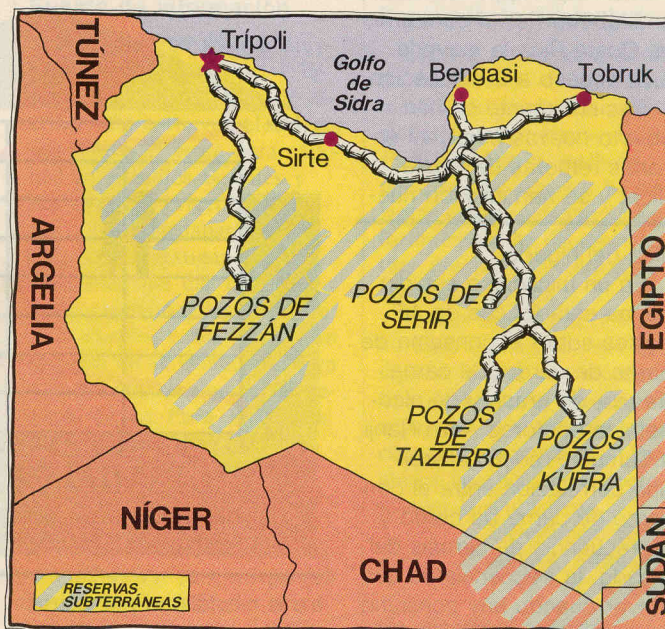 TÚNEZ
Trípoli
Golfo
de
Sidra
Bengasi
Tobruk
Sirte
ARGELIA
EGIPTO
POZOS DE
FEZZÁN
POZOS DE
SERIR
POZOS
DE
TAZERBO
POZOS
DE
KUFRA
NÍGER
CHAD
SUDÁN
RESERVAS
SUBTERRÁNEAS